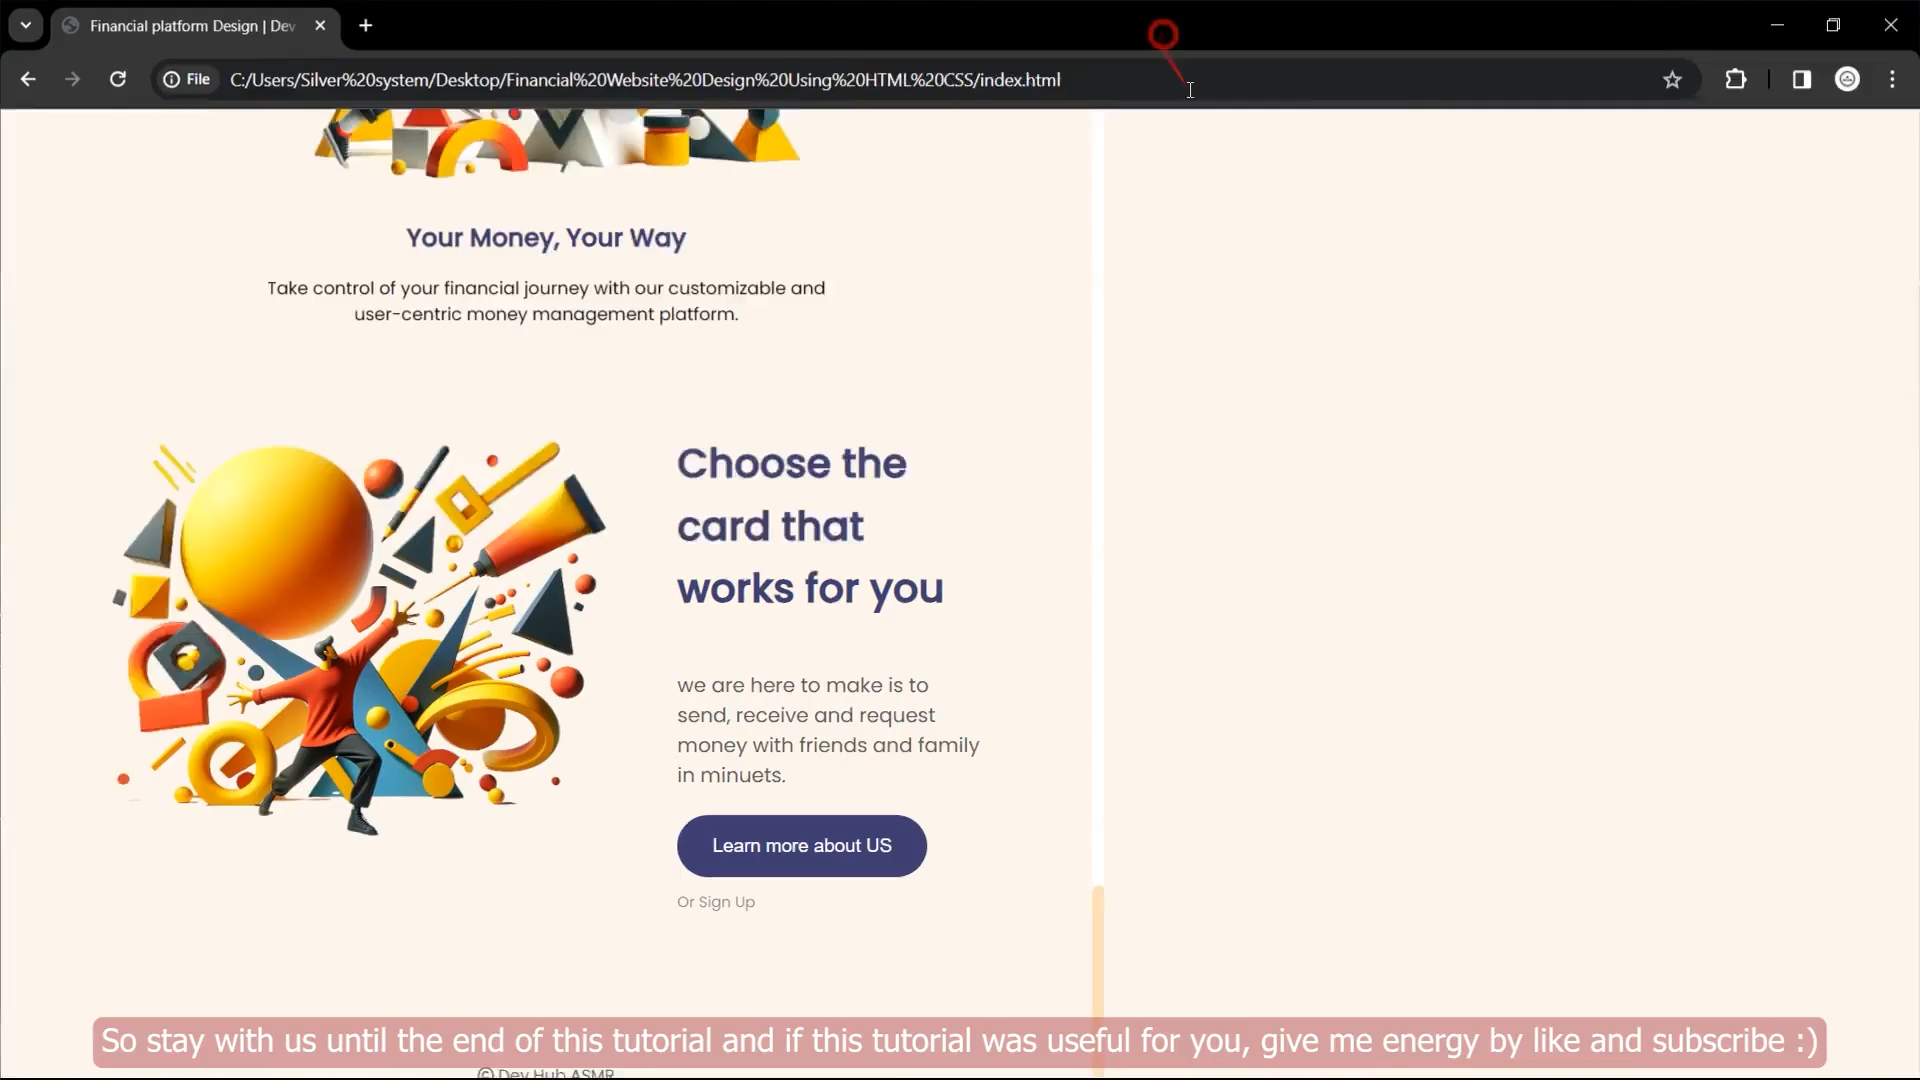 Financial platform Design | Dev
File
C:/Users/Silver%20system/Desktop/Financial%20Website%20Design%20Using%20HTML%20CSS/index.html
Your Money, Your Way
Take control of your financial journey with our customizable and
user-centric money management platform.
Choose the
card that
works for you
we are here to make is to
send, receive and request
money with friends and family
in minuets.
Learn more about US
Or Sign Up
So stay with us until the end of this tutorial and if this tutorial was useful for you, give me energy by like and subscribe :)
© Dev Hub ASMR